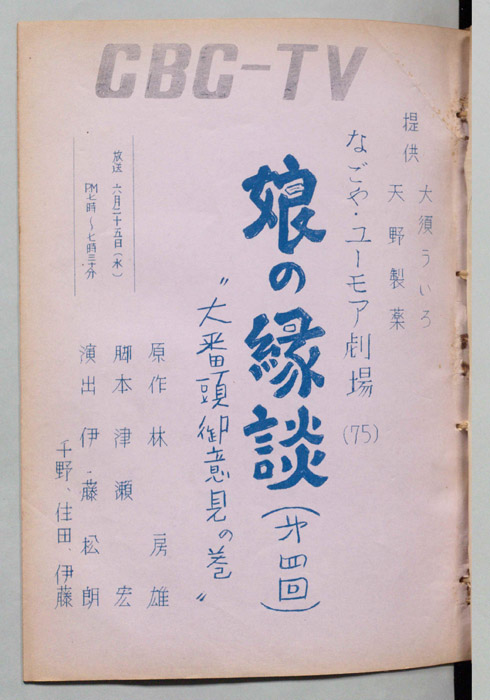 CBC-TV
提供 大須ういろ
天野製薬
なごや・ユーモア劇場 (75)
娘の縁談 (第四回)
〝大番頭御意見の巻〟
原作 林 房雄
脚本 津瀬 宏
演出 伊藤松朗
千野、住田、伊藤
放送 六月二十五日(水)
PM七時～七時三十分